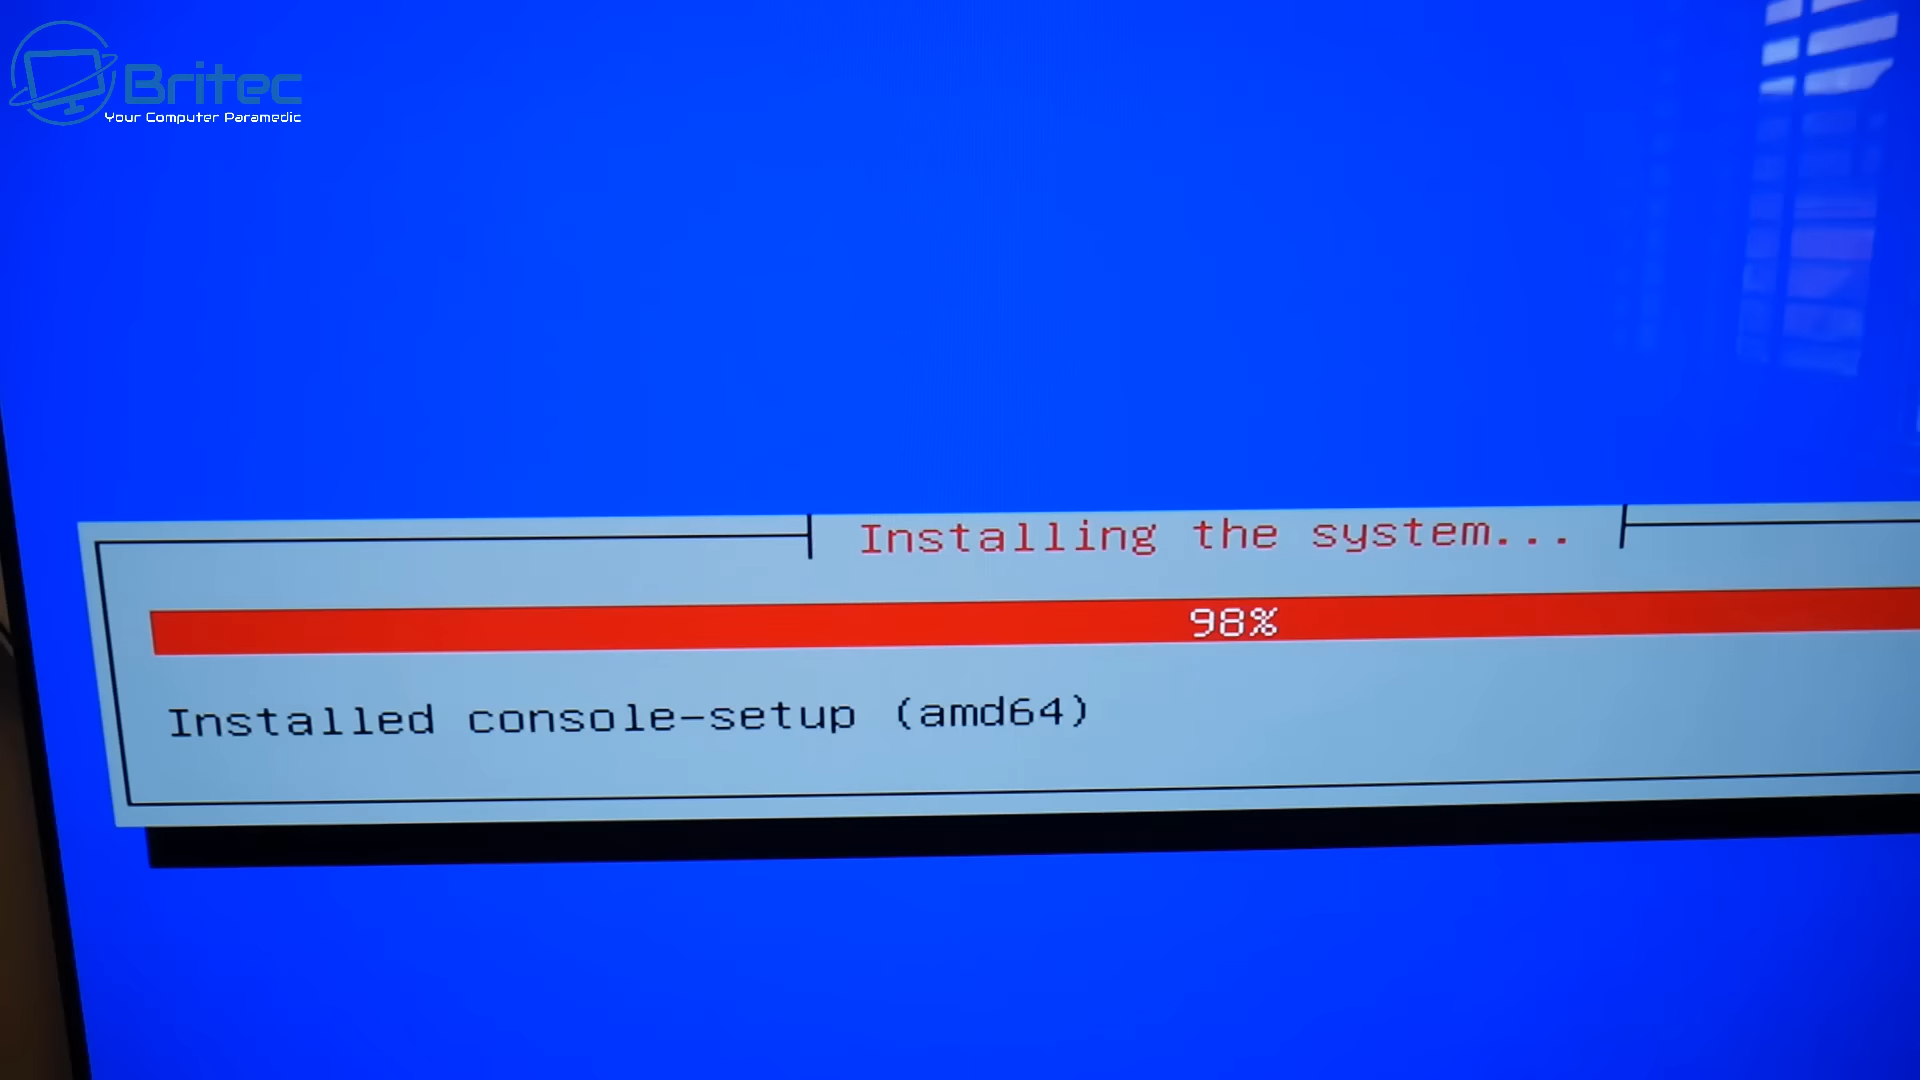 Britec
Your Computer Paramedic
Installing the system...
98%
Installed console-setup (amd64)